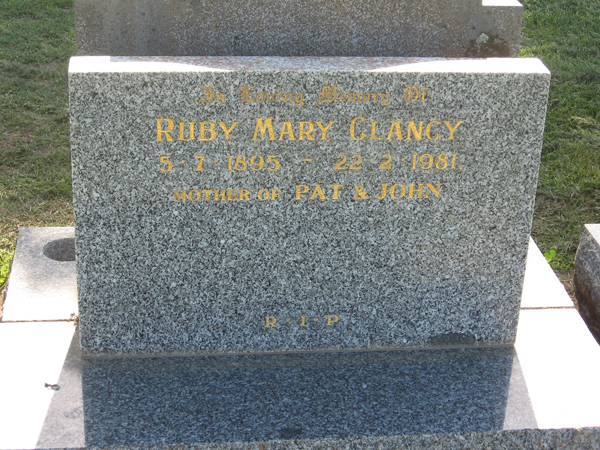 In Loving Memory Of
RUBY MARY CLANCY
5-7-1895 - 22-2-1981
MOTHER OF PAT & JOHN
R-I-P